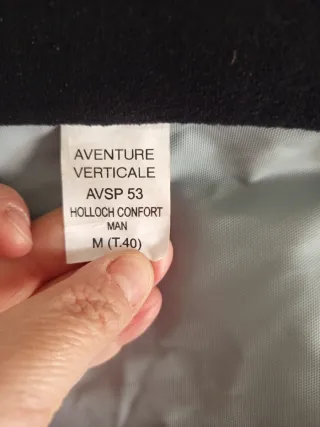 AVENTURE
VERTICALE
AVSP 53
HOLLOCH CONFORT
MAN
M (T.40)